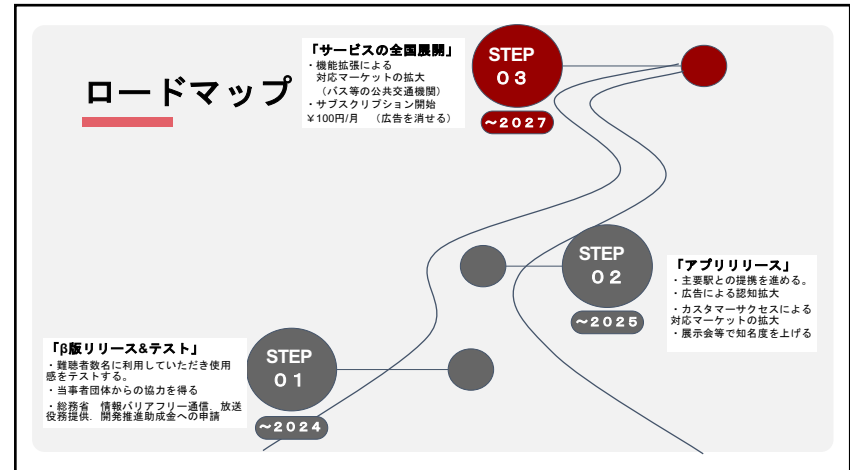 ロードマップ
「サービスの全国展開」
・機能拡張による
対応マーケットの拡大
（バス等の公共交通機関）
・サブスクリプション開始
￥100円/月　（広告を消せる）
STEP
０３
～２０２７
STEP
０２
～２０２５
「アプリリリース」
・主要駅との提携を進める。
・広告による認知拡大
・カスタマーサクセスによる
対応マーケットの拡大
・展示会等で知名度を上げる
「β版リリース&テスト」
・難聴者数名に利用していただき使用
感をテストする。
・当事者団体からの協力を得る
・総務省　情報バリアフリー通信．放送
役務提供．開発推進助成金への申請
STEP
０１
～２０２４